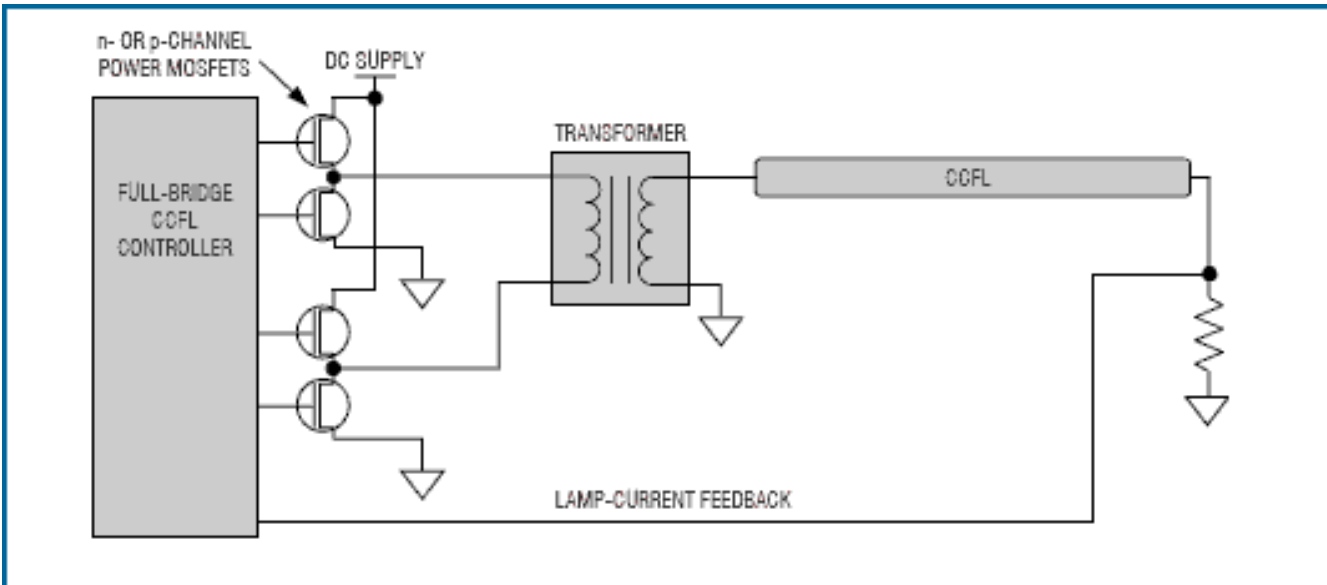 n- OR p-CHANNEL
POWER MOSFETS
DC SUPPLY
TRANSFORMER
CCFL
FULL-BRIDGE
CCFL
CONTROLLER
LAMP-CURRENT FEEDBACK